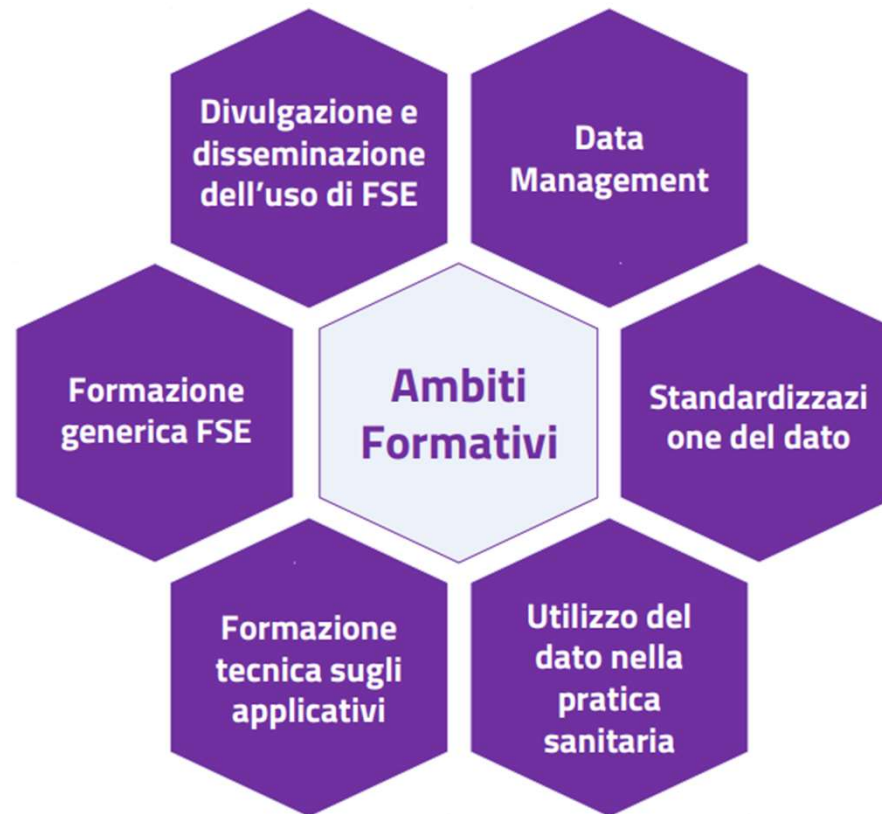 Divulgazione e
disseminazione
dell'uso di FSE
Data
Management
Formazione
generica FSE
Ambiti
Formativi
Standardizzazi
one del dato
Formazione
tecnica sugli
applicativi
Utilizzo del
dato nella
pratica
sanitaria